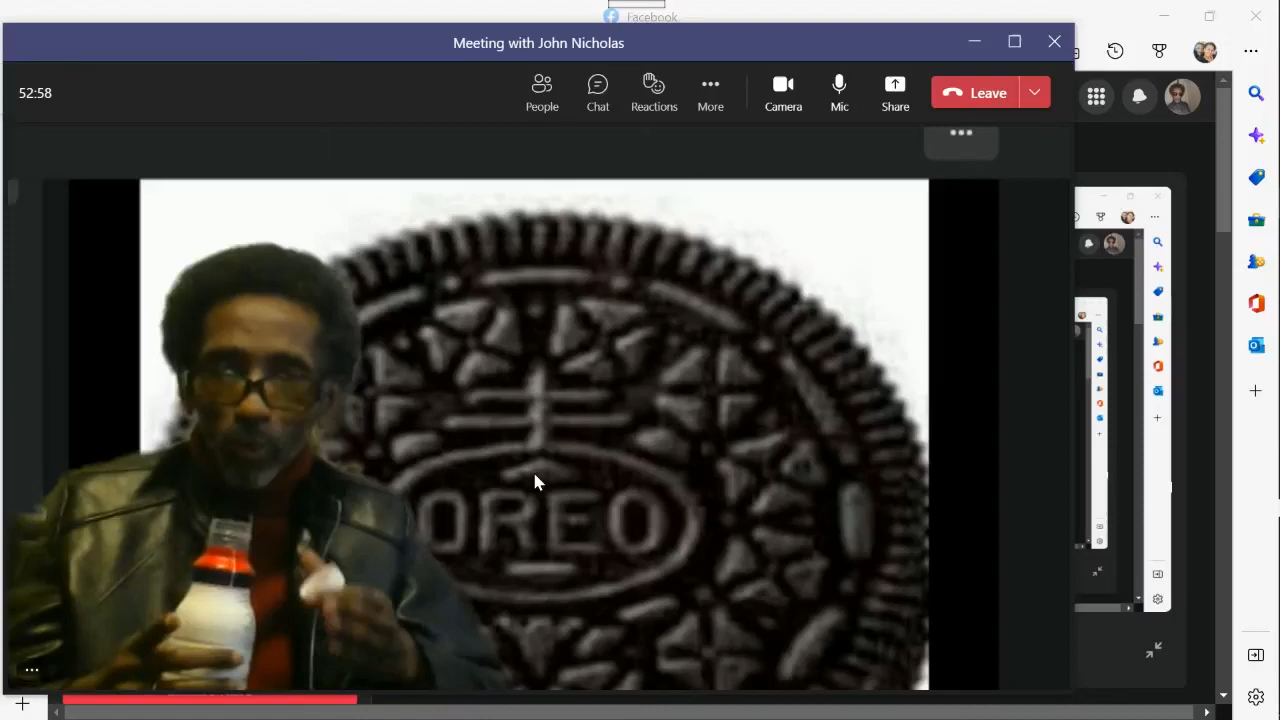 Facebook
Meeting with John Nicholas
52:58
People
Chat
Reactions
More
Camera
Mic
Share
Leave
OREO